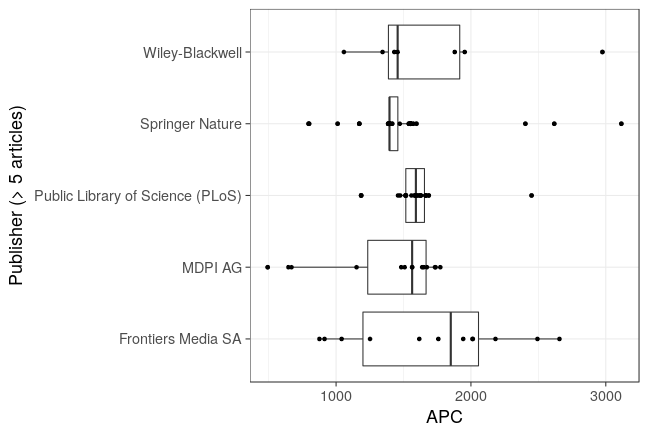 Publisher (> 5 articles)
Wiley-Blackwell
Springer Nature
Public Library of Science (PLoS)
MDPI AG
Frontiers Media SA
1000 2000 3000
APC